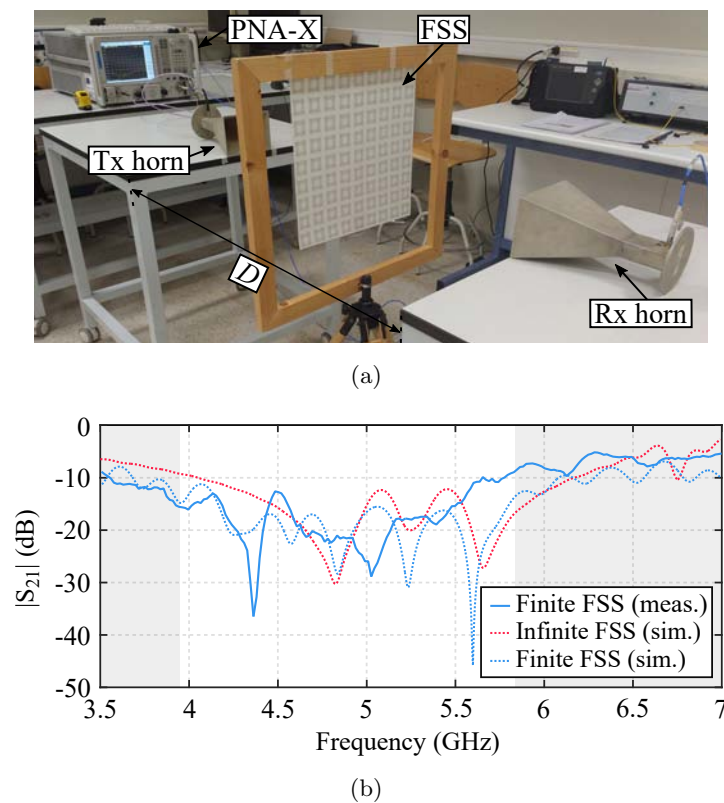 PNA-X
FSS
Tx horn
D
Rx horn
(a)
0
-10
-20
-30
-40
-50
|S21| (dB)
Finite FSS (meas.)
Infinite FSS (sim.)
Finite FSS (sim.)
3.5 4 4.5 5 5.5 6 6.5 7
Frequency (GHz)
(b)